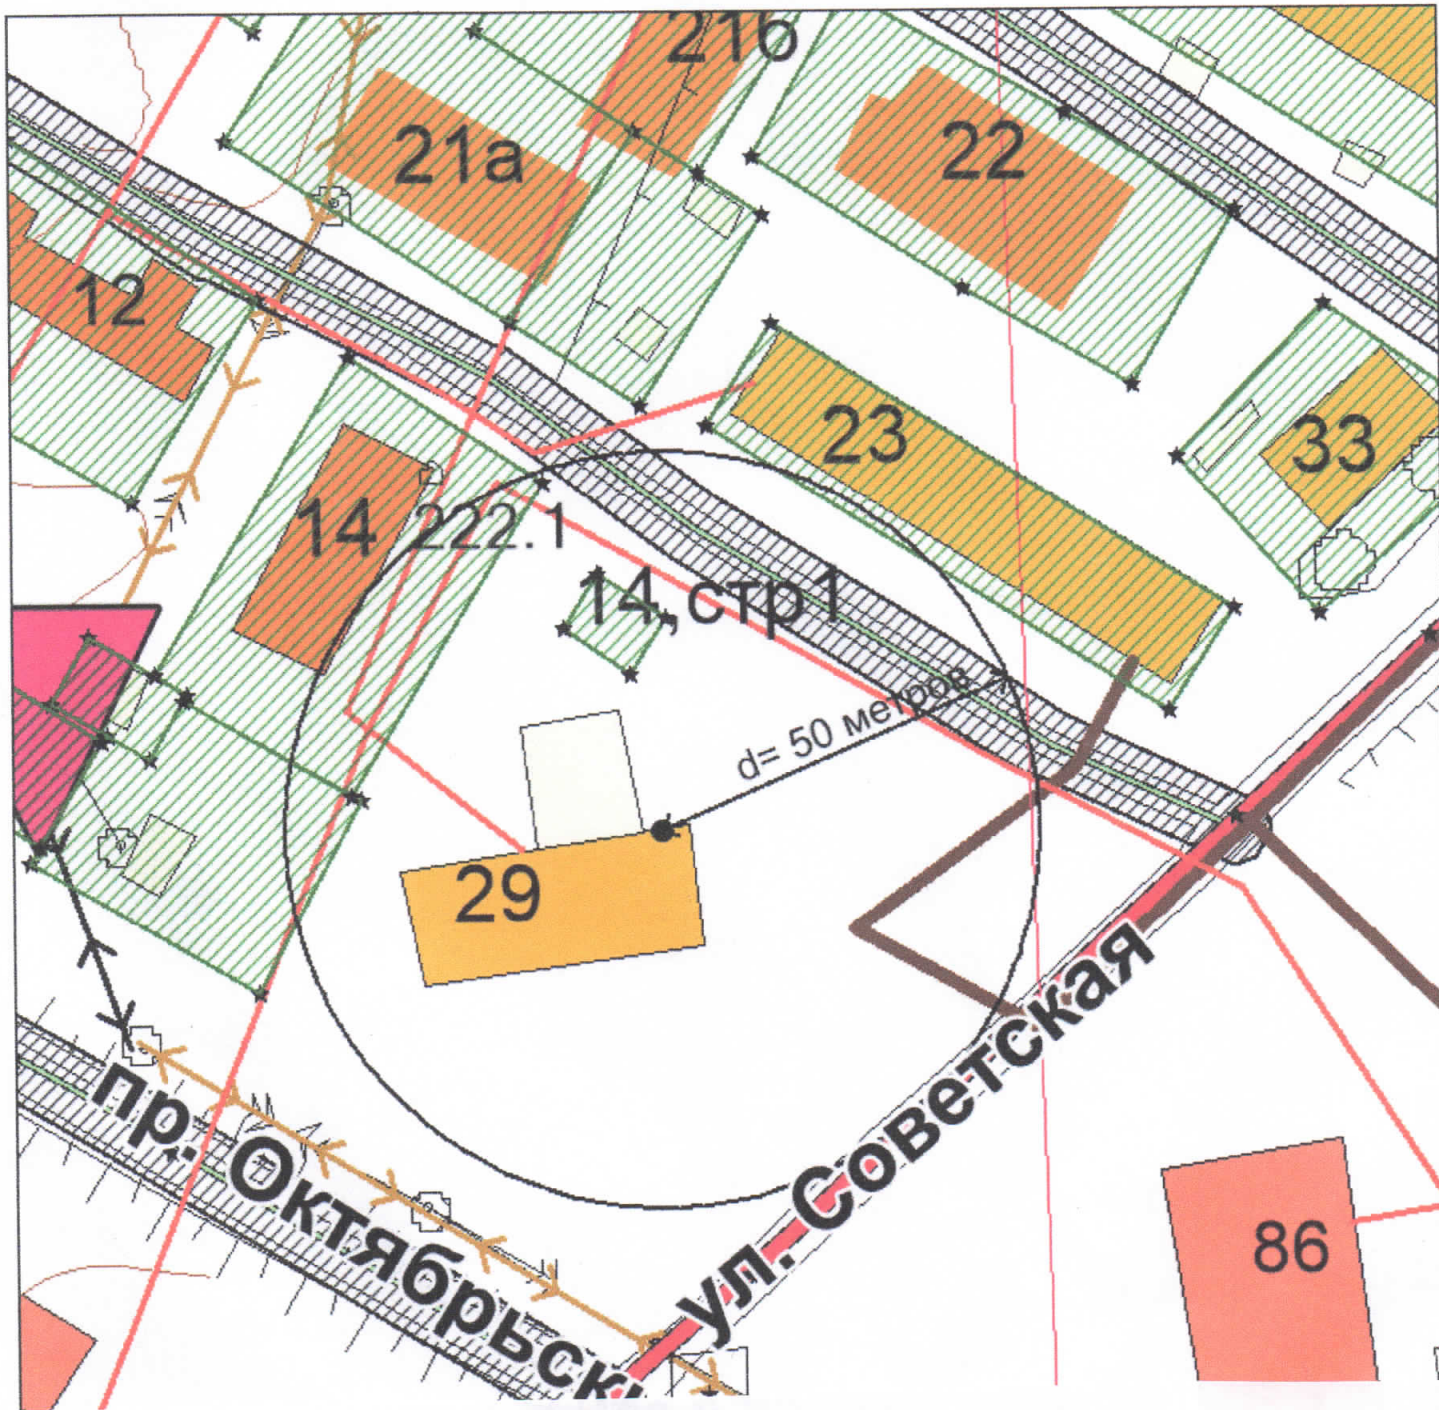 21б
21а
22
12
23
33
14
222.1
14,стр1
d= 50 метров
29
пр. Октябрьск
ул. Советская
86